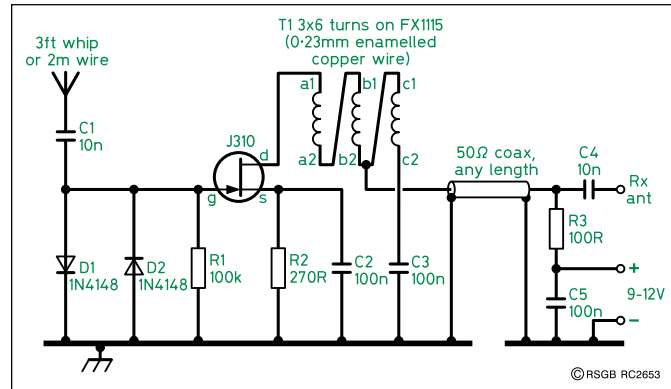 T1 3x6 turns on FX1115
(0·23mm enamelled
copper wire)
3ft whip
or 2m wire
a1
b1
c1
C1
10n
J310
d
a2
b2
c2
g
s
50Ω coax,
any length
C4
10n
Rx
ant
R3
100R
D1
1N4148
D2
1N4148
R1
100k
R2
270R
C2
100n
C3
100n
C5
100n
+
9-12V
−
© RSGB RC2653